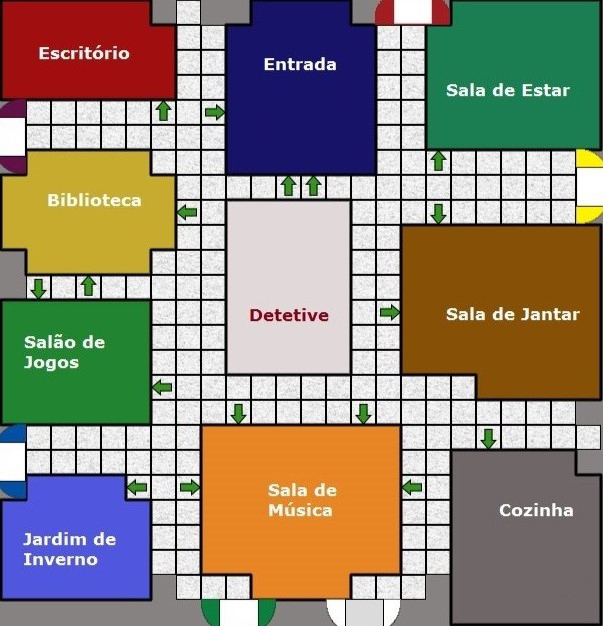 Escritório
Entrada
Sala de Estar
Biblioteca
Detetive
Sala de Jantar
Salão de
Jogos
Sala de
Música
Cozinha
Jardim de
Inverno